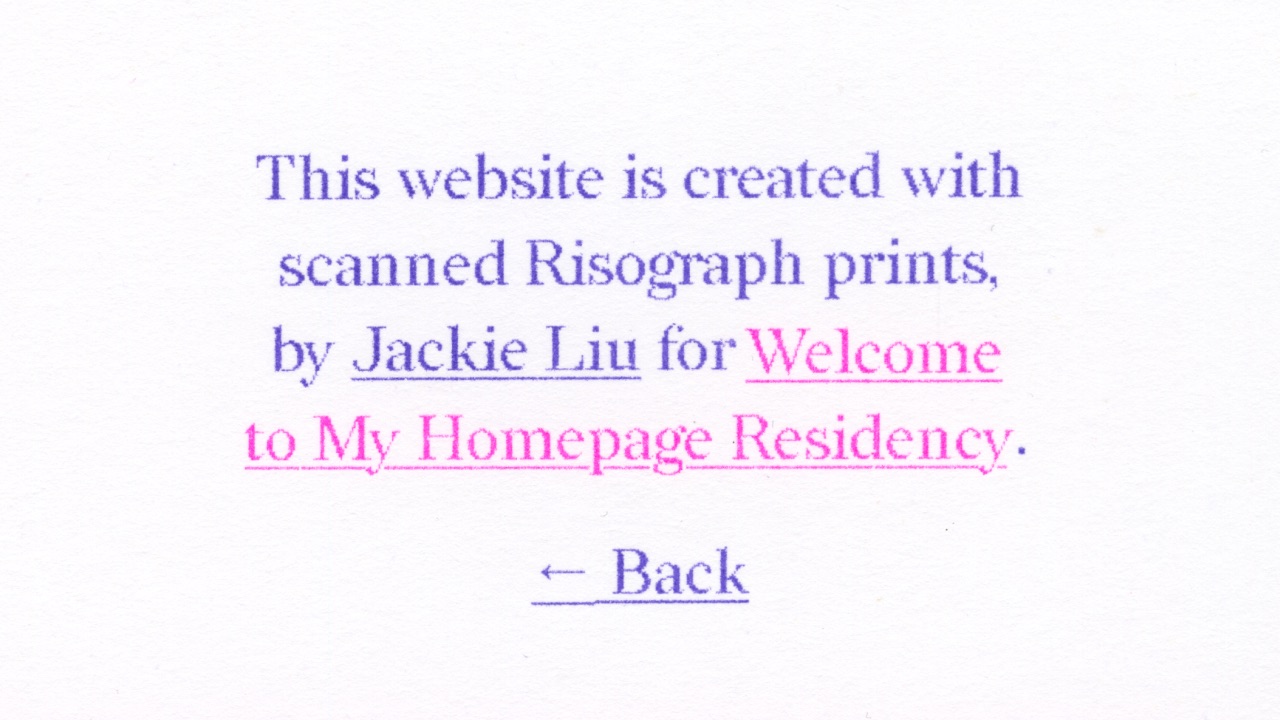 This website is created with
scanned Risograph prints,
by Jackie Liu for Welcome
to My Homepage Residency.
← Back